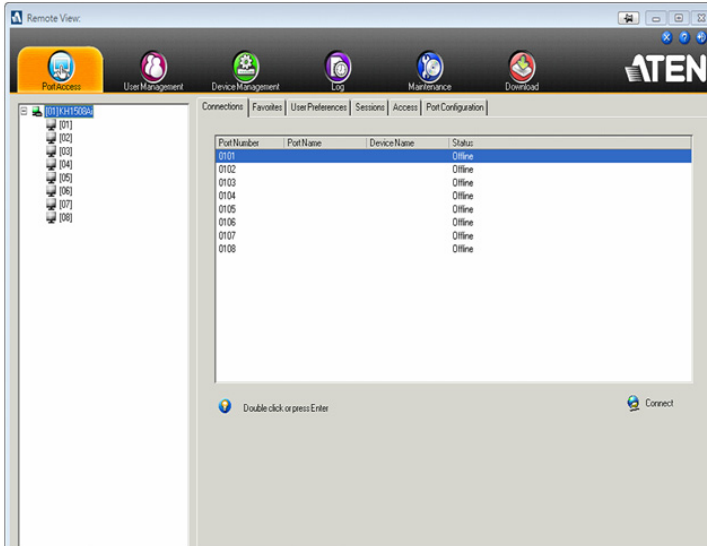 Remote View:
ATEN
PortAccess User Management Device Management Log Maintenance Download
[01]KH1508Ai
[01]
[02]
[03]
[04]
[05]
[06]
[07]
[08]
Connections Favorites User Preferences Sessions Access Port Configuration
Port Number Port Name Device Name Status
0101 Offline
0102 Offline
0103 Offline
0104 Offline
0105 Offline
0106 Offline
0107 Offline
0108 Offline
Double click or press Enter
Connect